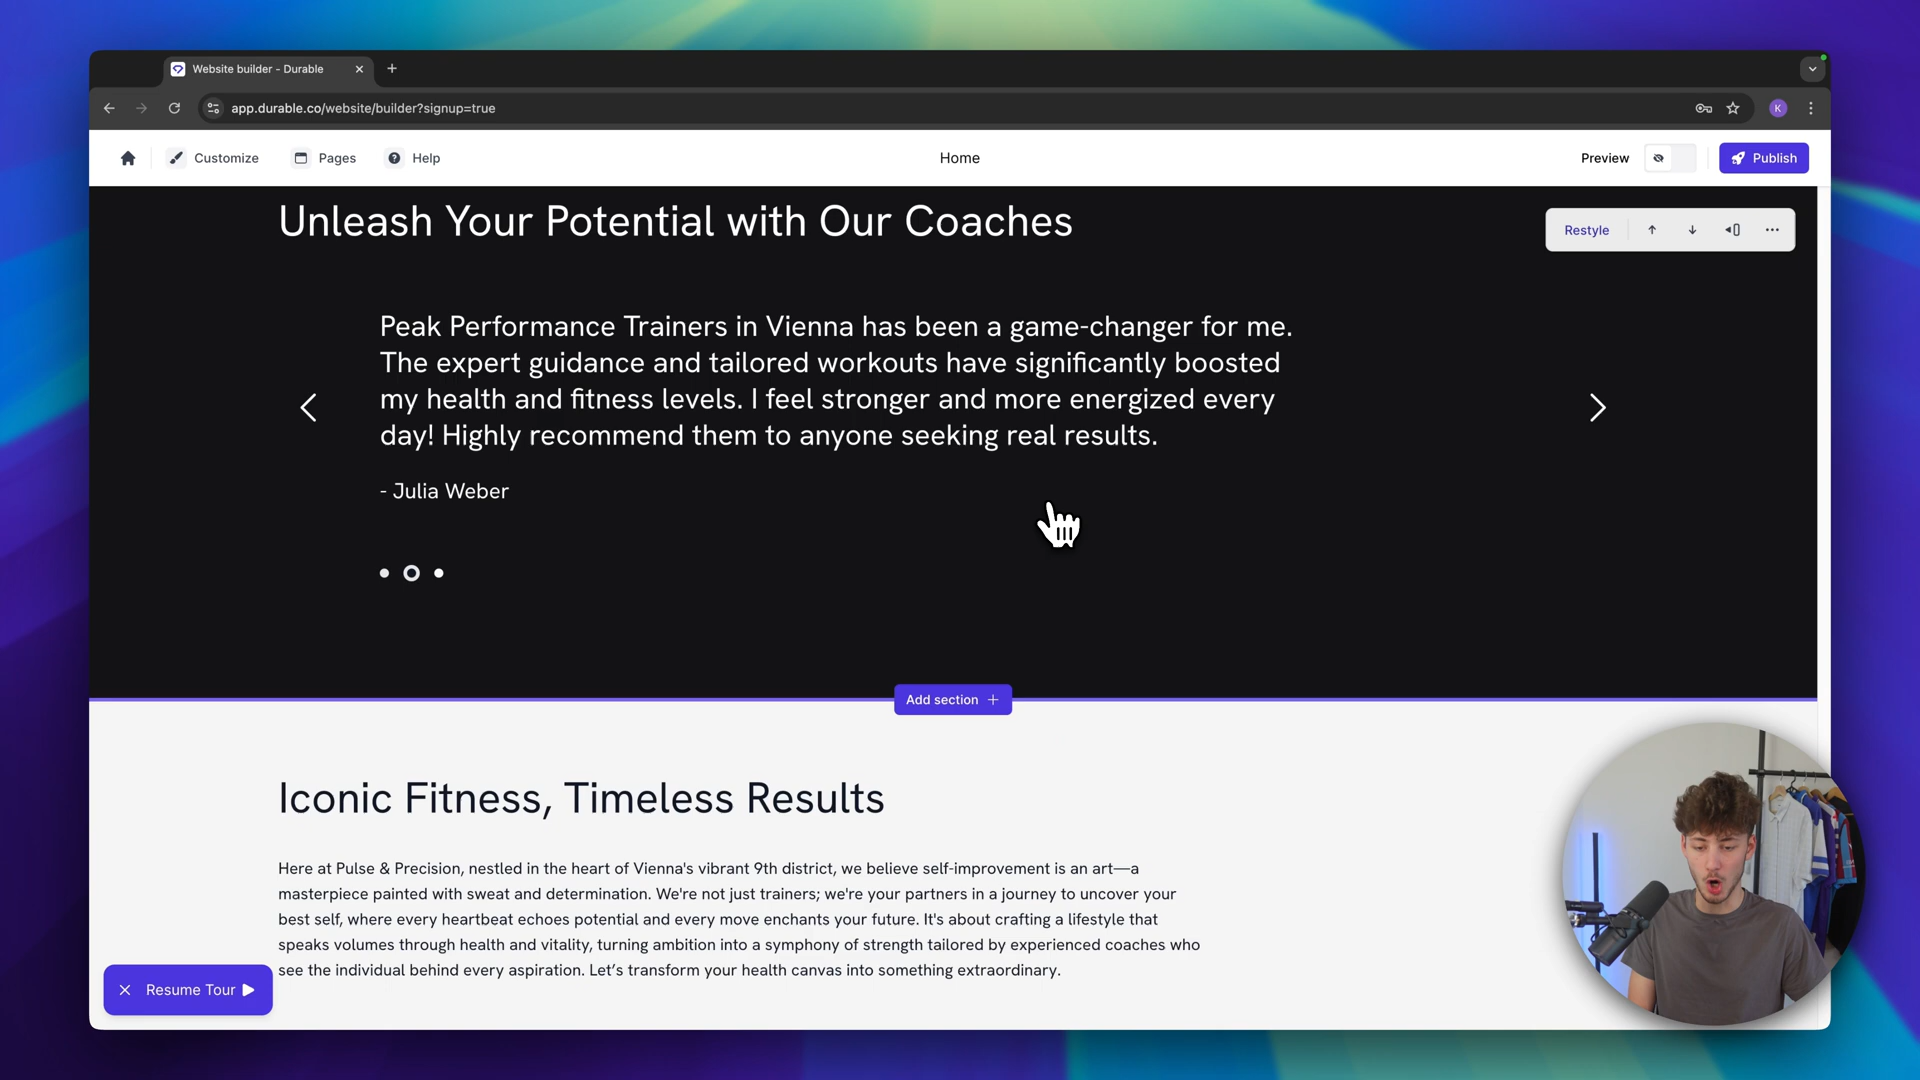 Website builder - Durable
app.durable.co/website/builder?signup=true
K
Customize
Pages
Help
Home
Preview
Publish
Unleash Your Potential with Our Coaches
Restyle
Peak Performance Trainers in Vienna has been a game-changer for me.
The expert guidance and tailored workouts have significantly boosted
my health and fitness levels. I feel stronger and more energized every
day! Highly recommend them to anyone seeking real results.
- Julia Weber
Add section +
Iconic Fitness, Timeless Results
Here at Pulse & Precision, nestled in the heart of Vienna's vibrant 9th district, we believe self-improvement is an art—a
masterpiece painted with sweat and determination. We're not just trainers; we're your partners in a journey to uncover your
best self, where every heartbeat echoes potential and every move enchants your future. It's about crafting a lifestyle that
speaks volumes through health and vitality, turning ambition into a symphony of strength tailored by experienced coaches who
see the individual behind every aspiration. Let’s transform your health canvas into something extraordinary.
Resume Tour